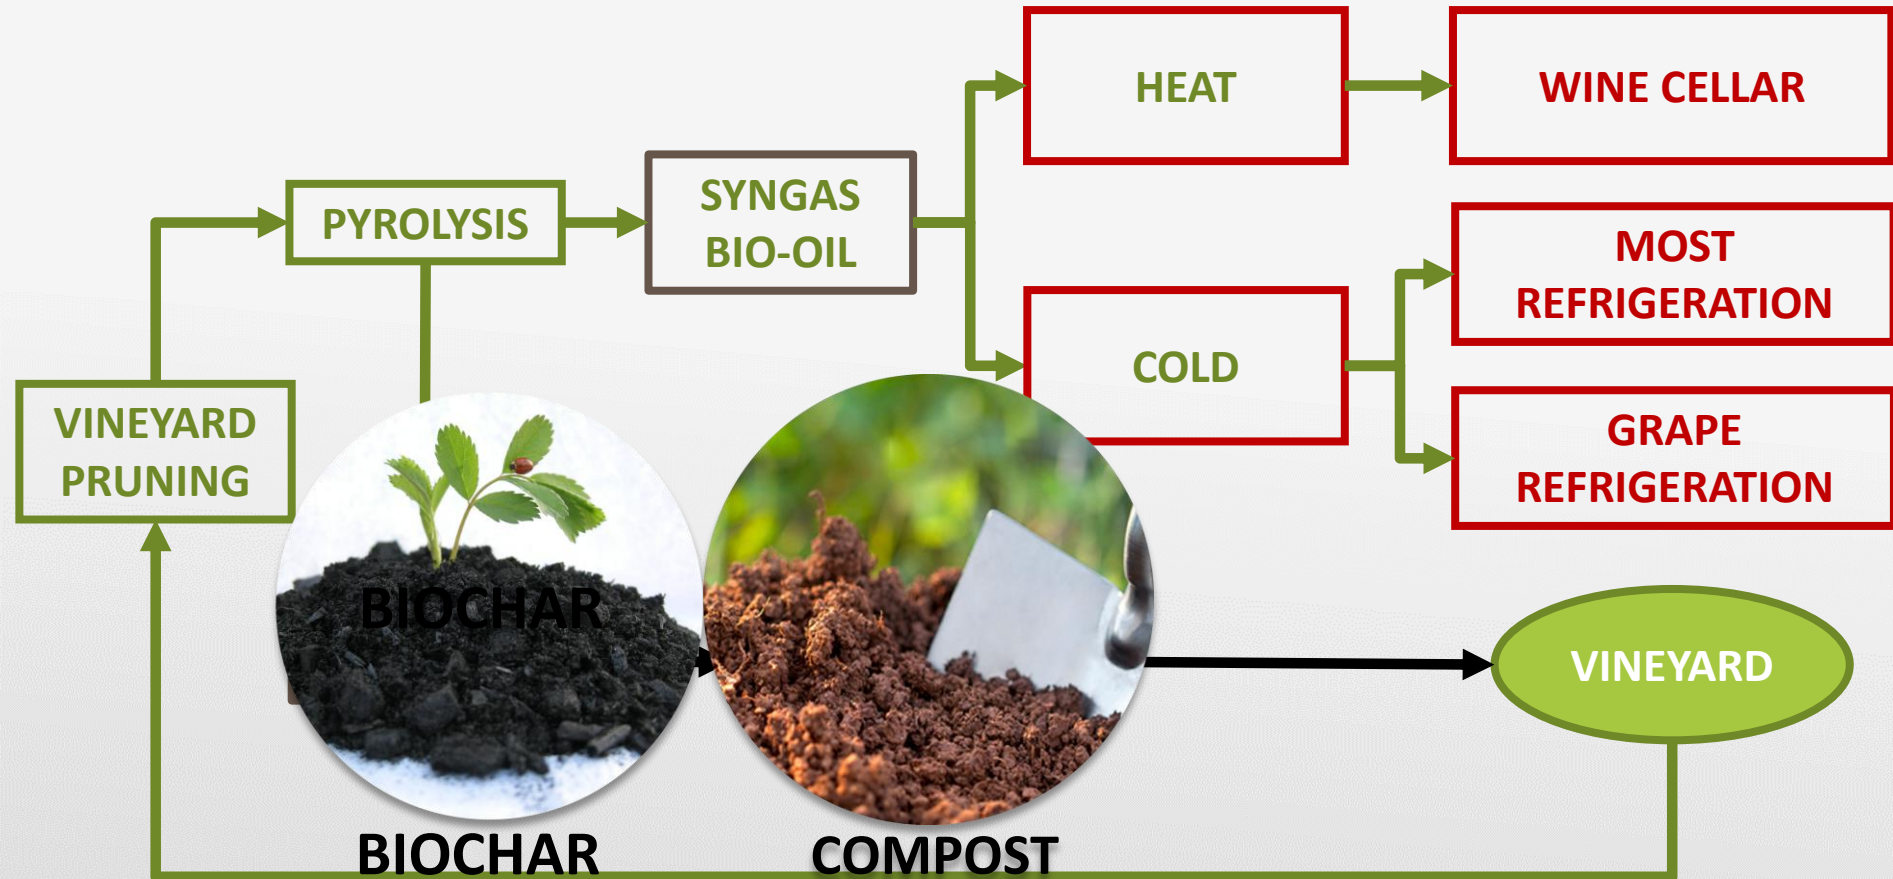 HEAT
WINE CELLAR
PYROLYSIS
SYNGAS
BIO-OIL
MOST
REFRIGERATION
COLD
VINEYARD
PRUNING
GRAPE
REFRIGERATION
BIOCHAR
VINEYARD
BIOCHAR
COMPOST